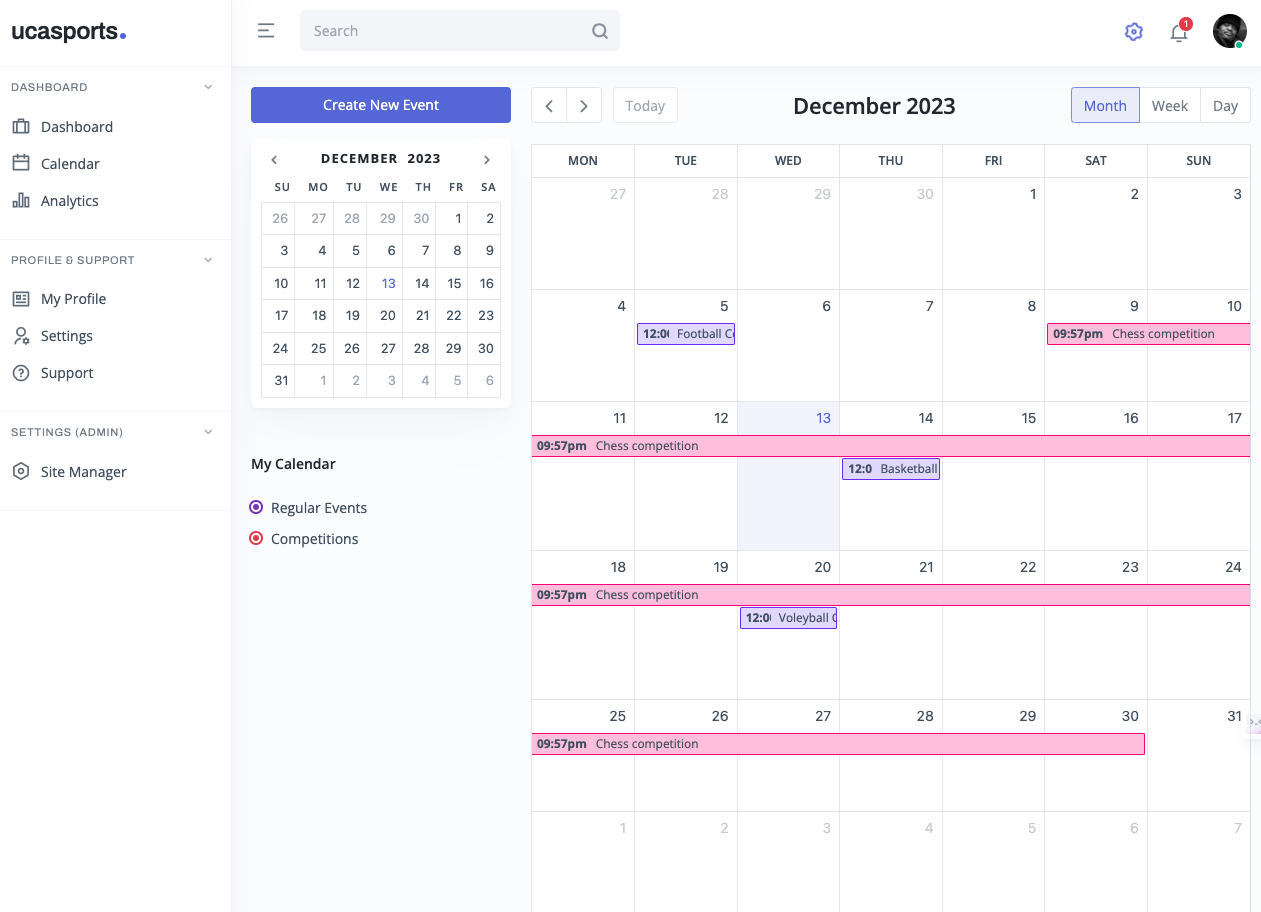 ucasports.
Search
1
DASHBOARD
Dashboard
Calendar
Analytics
PROFILE & SUPPORT
My Profile
Settings
Support
SETTINGS (ADMIN)
Site Manager
Create New Event
DECEMBER 2023
SU MO TU WE TH FR SA
26 27 28 29 30 1 2
3 4 5 6 7 8 9
10 11 12 13 14 15 16
17 18 19 20 21 22 23
24 25 26 27 28 29 30
31 1 2 3 4 5 6
My Calendar
Regular Events
Competitions
Today
December 2023
Month Week Day
MON TUE WED THU FRI SAT SUN
27 28 29 30 1 2 3
4 5 6 7 8 9 10
12:00 Football C
09:57pm Chess competition
11 12 13 14 15 16 17
09:57pm Chess competition
12:0 Basketball
18 19 20 21 22 23 24
09:57pm Chess competition
12:00 Voleyball C
25 26 27 28 29 30 31
09:57pm Chess competition
1 2 3 4 5 6 7